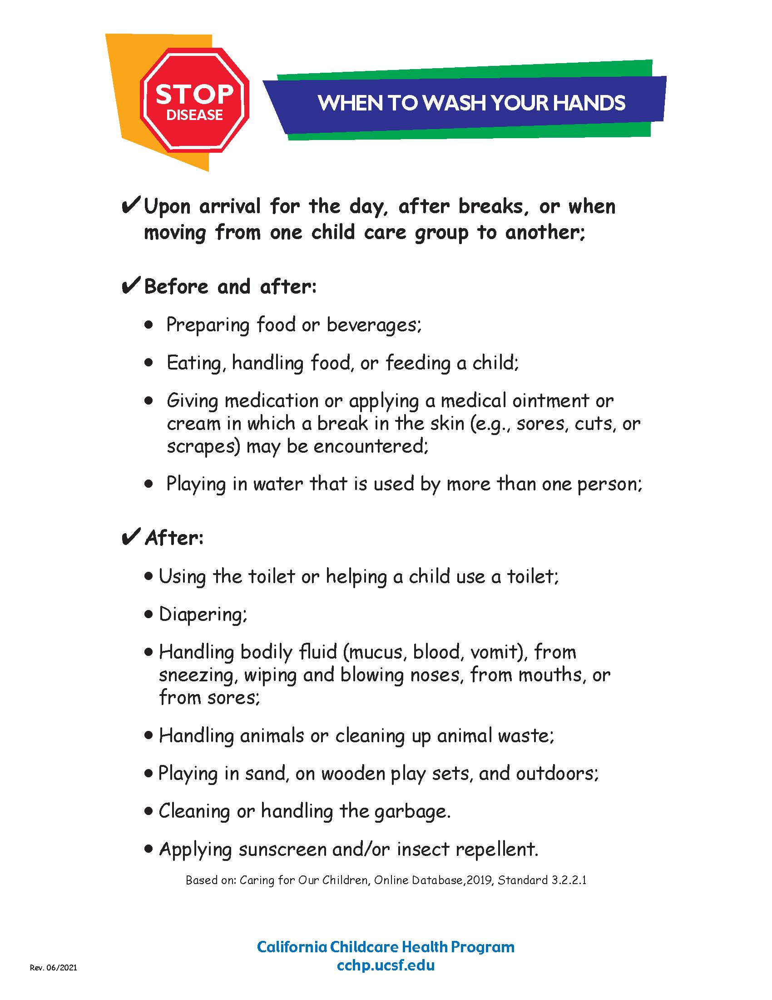 STOP
DISEASE
WHEN TO WASH YOUR HANDS
✔Upon arrival for the day, after breaks, or when
moving from one child care group to another;
✔Before and after:
• Preparing food or beverages;
• Eating, handling food, or feeding a child;
• Giving medication or applying a medical ointment or
cream in which a break in the skin (e.g., sores, cuts, or
scrapes) may be encountered;
• Playing in water that is used by more than one person;
✔After:
• Using the toilet or helping a child use a toilet;
• Diapering;
• Handling bodily fluid (mucus, blood, vomit), from
sneezing, wiping and blowing noses, from mouths, or
from sores;
• Handling animals or cleaning up animal waste;
• Playing in sand, on wooden play sets, and outdoors;
• Cleaning or handling the garbage.
• Applying sunscreen and/or insect repellent.
Based on: Caring for Our Children, Online Database,2019, Standard 3.2.2.1
California Childcare Health Program
cchp.ucsf.edu
Rev. 06/2021